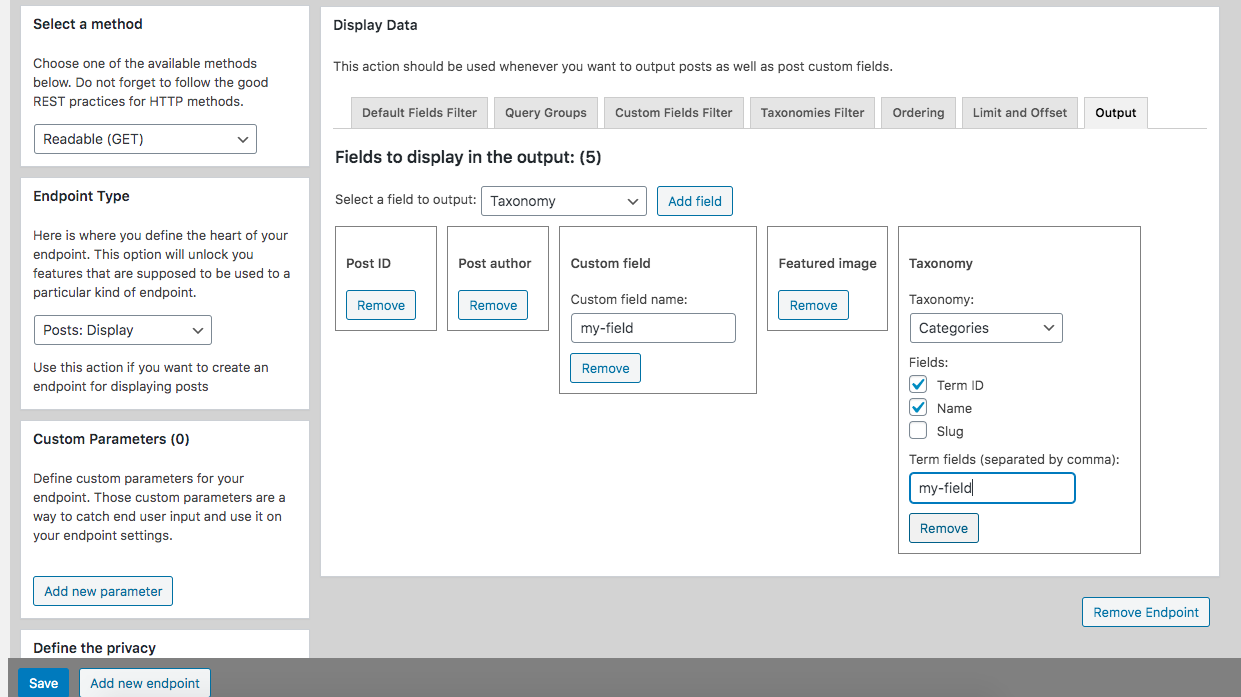 Select a method
Choose one of the available methods
below. Do not forget to follow the good
REST practices for HTTP methods.
Readable (GET)
Endpoint Type
Here is where you define the heart of your
endpoint. This option will unlock you
features that are supposed to be used to a
particular kind of endpoint.
Posts: Display
Use this action if you want to create an
endpoint for displaying posts
Custom Parameters (0)
Define custom parameters for your
endpoint. Those custom parameters are a
way to catch end user input and use it on
your endpoint settings.
Add new parameter
Define the privacy
Display Data
This action should be used whenever you want to output posts as well as post custom fields.
Default Fields Filter
Query Groups
Custom Fields Filter
Taxonomies Filter
Ordering
Limit and Offset
Output
Fields to display in the output: (5)
Select a field to output:
Taxonomy
Add field
Post ID
Remove
Post author
Remove
Custom field
Custom field name:
my-field
Remove
Featured image
Remove
Taxonomy
Taxonomy:
Categories
Fields:
Term ID
Name
Slug
Term fields (separated by comma):
my-field
Remove
Remove Endpoint
Save
Add new endpoint